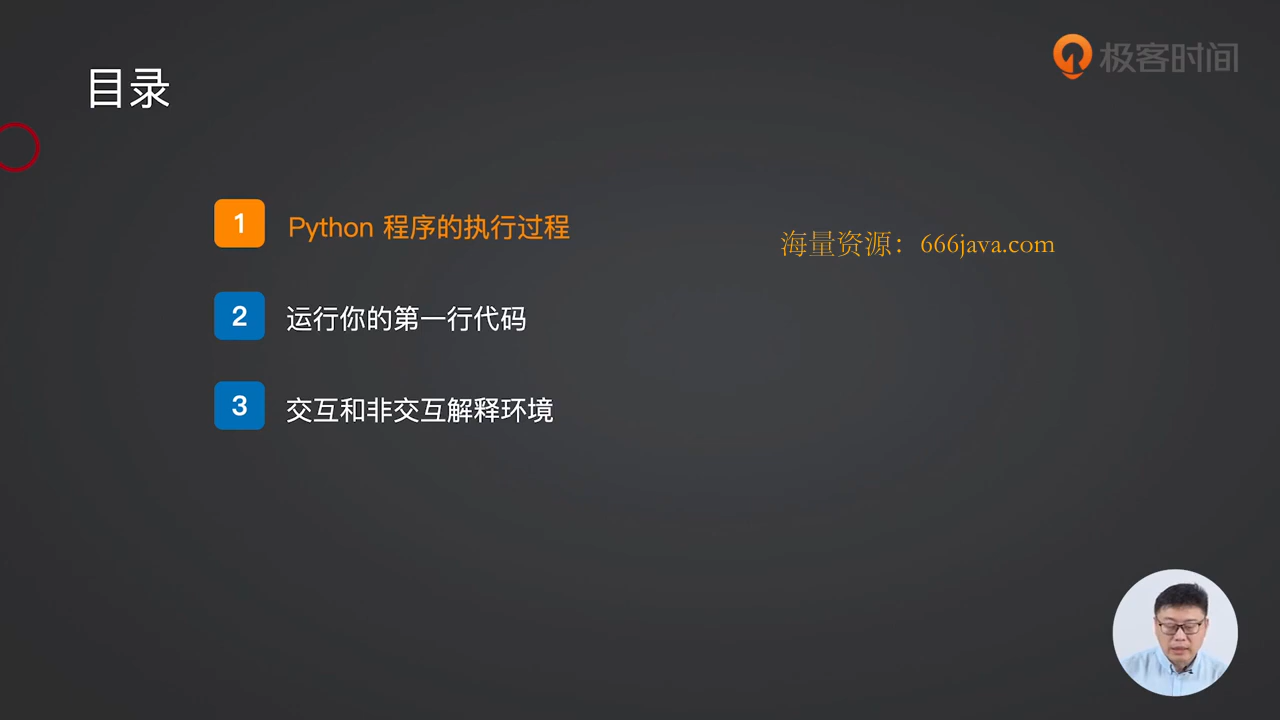 极客时间
目录
1 Python 程序的执行过程
海量资源：666java.com
2 运行你的第一行代码
3 交互和非交互解释环境